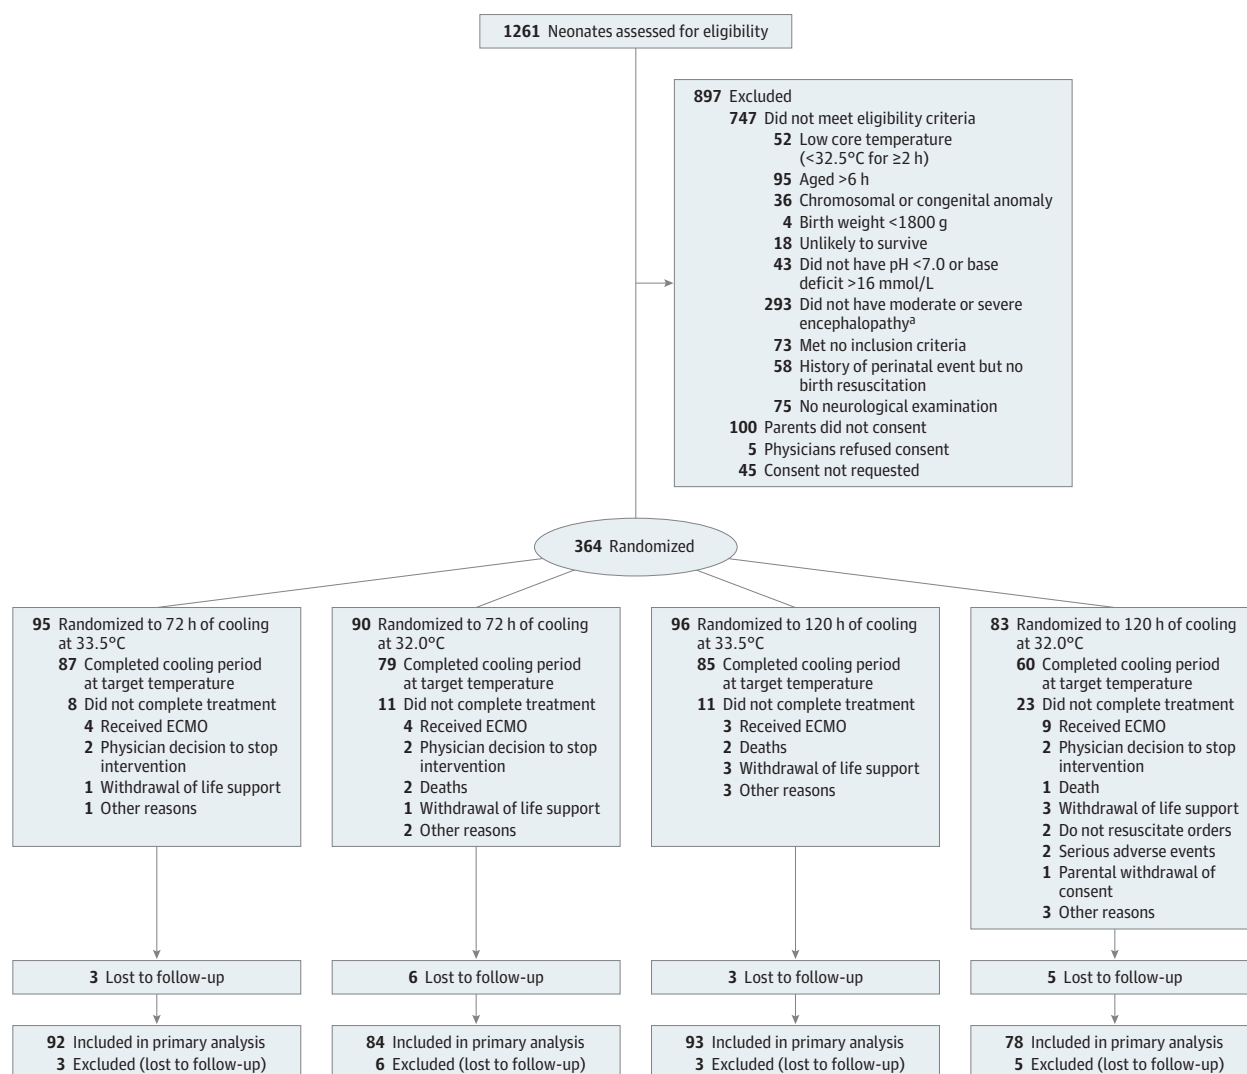 1261 Neonates assessed for eligibility
897 Excluded
747 Did not meet eligibility criteria
52 Low core temperature
(<32.5°C for ≥2 h)
95 Aged >6 h
36 Chromosomal or congenital anomaly
4 Birth weight <1800 g
18 Unlikely to survive
43 Did not have pH <7.0 or base
deficit >16 mmol/L
293 Did not have moderate or severe
encephalopathyᵃ
73 Met no inclusion criteria
58 History of perinatal event but no
birth resuscitation
75 No neurological examination
100 Parents did not consent
5 Physicians refused consent
45 Consent not requested
364 Randomized
95 Randomized to 72 h of cooling
at 33.5°C
87 Completed cooling period
at target temperature
8 Did not complete treatment
4 Received ECMO
2 Physician decision to stop
intervention
1 Withdrawal of life support
1 Other reasons
90 Randomized to 72 h of cooling
at 32.0°C
79 Completed cooling period
at target temperature
11 Did not complete treatment
4 Received ECMO
2 Physician decision to stop
intervention
2 Deaths
1 Withdrawal of life support
2 Other reasons
96 Randomized to 120 h of cooling
at 33.5°C
85 Completed cooling period
at target temperature
11 Did not complete treatment
3 Received ECMO
2 Deaths
3 Withdrawal of life support
3 Other reasons
83 Randomized to 120 h of cooling
at 32.0°C
60 Completed cooling period
at target temperature
23 Did not complete treatment
9 Received ECMO
2 Physician decision to stop
intervention
1 Death
3 Withdrawal of life support
2 Do not resuscitate orders
2 Serious adverse events
1 Parental withdrawal of
consent
3 Other reasons
3 Lost to follow-up
6 Lost to follow-up
3 Lost to follow-up
5 Lost to follow-up
92 Included in primary analysis
3 Excluded (lost to follow-up)
84 Included in primary analysis
6 Excluded (lost to follow-up)
93 Included in primary analysis
3 Excluded (lost to follow-up)
78 Included in primary analysis
5 Excluded (lost to follow-up)